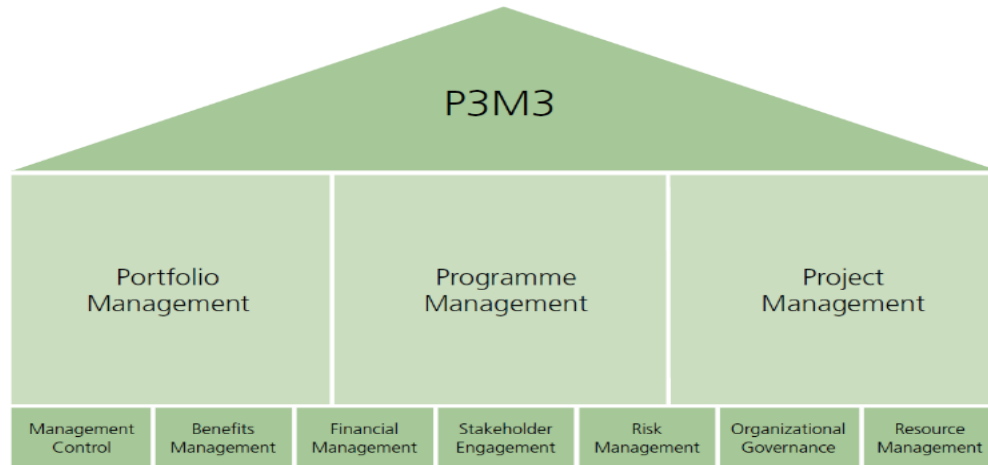 P3M3
Portfolio
Management
Programme
Management
Project
Management
Management
Control
Benefits
Management
Financial
Management
Stakeholder
Engagement
Risk
Management
Organizational
Governance
Resource
Management